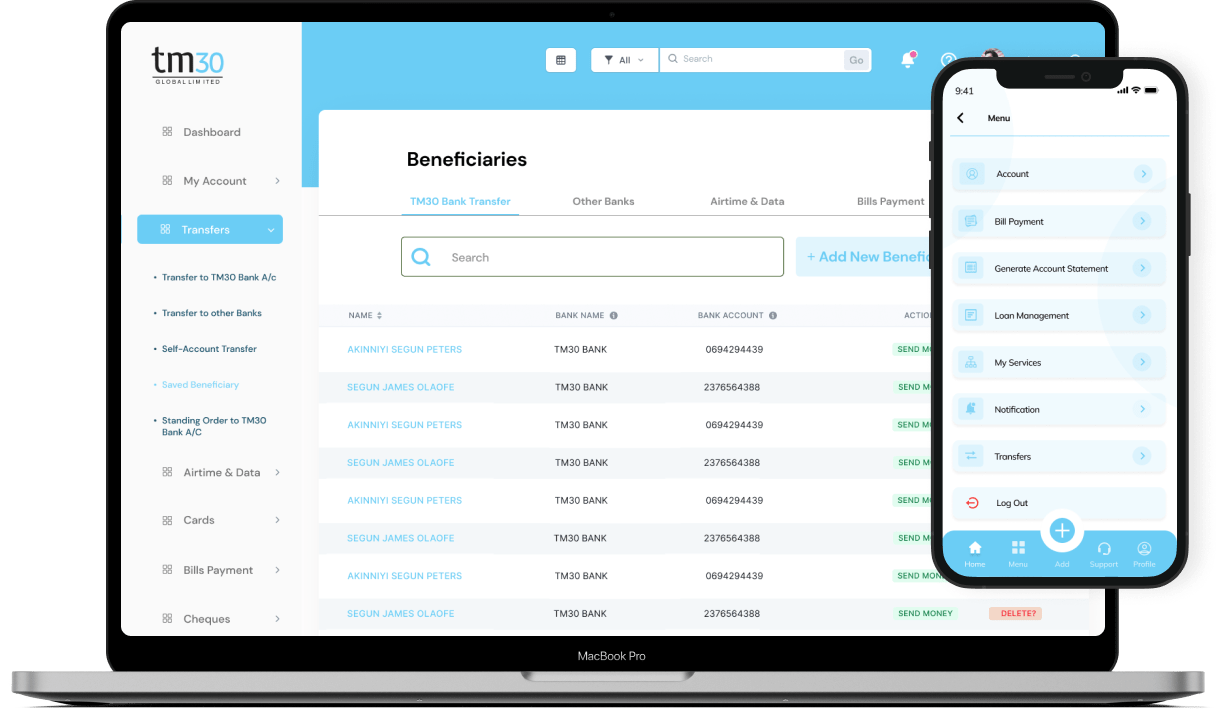 tm30
GLOBAL LIMITED
All
Search
Go
Dashboard
My Account
Transfers
• Transfer to TM30 Bank A/c
• Transfer to other Banks
• Self-Account Transfer
• Saved Beneficiary
• Standing Order to TM30
Bank A/C
Airtime & Data
Cards
Bills Payment
Cheques
Beneficiaries
TM30 Bank Transfer Other Banks Airtime & Data Bills Payment
Search
+ Add New Benefic
NAME BANK NAME BANK ACCOUNT ACTIO
AKINNIYI SEGUN PETERS TM30 BANK 0694294439 SEND M
SEGUN JAMES OLAOFE TM30 BANK 2376564388 SEND M
AKINNIYI SEGUN PETERS TM30 BANK 0694294439 SEND M
SEGUN JAMES OLAOFE TM30 BANK 2376564388 SEND M
AKINNIYI SEGUN PETERS TM30 BANK 0694294439 SEND M
SEGUN JAMES OLAOFE TM30 BANK 2376564388 SEND M
AKINNIYI SEGUN PETERS TM30 BANK 0694294439 SEND MON
SEGUN JAMES OLAOFE TM30 BANK 2376564388 SEND MONEY DELETE?
MacBook Pro
9:41
Menu
Account
Bill Payment
Generate Account Statement
Loan Management
My Services
Notification
Transfers
Log Out
Home Menu Add Support Profile